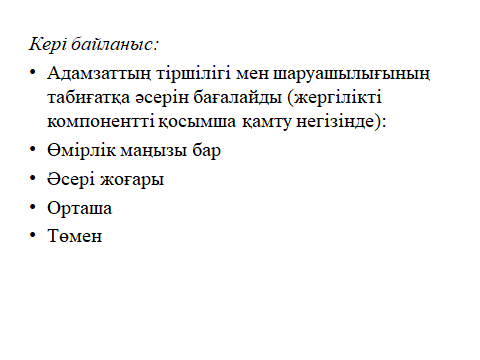 Кері байланыс:
• Адамзаттың тіршілігі мен шаруашылығының
табиғатқа әсерін бағалайды (жергілікті
компонентті қосымша қамту негізінде):
• Өмірлік маңызы бар
• Әсері жоғары
• Орташа
• Төмен